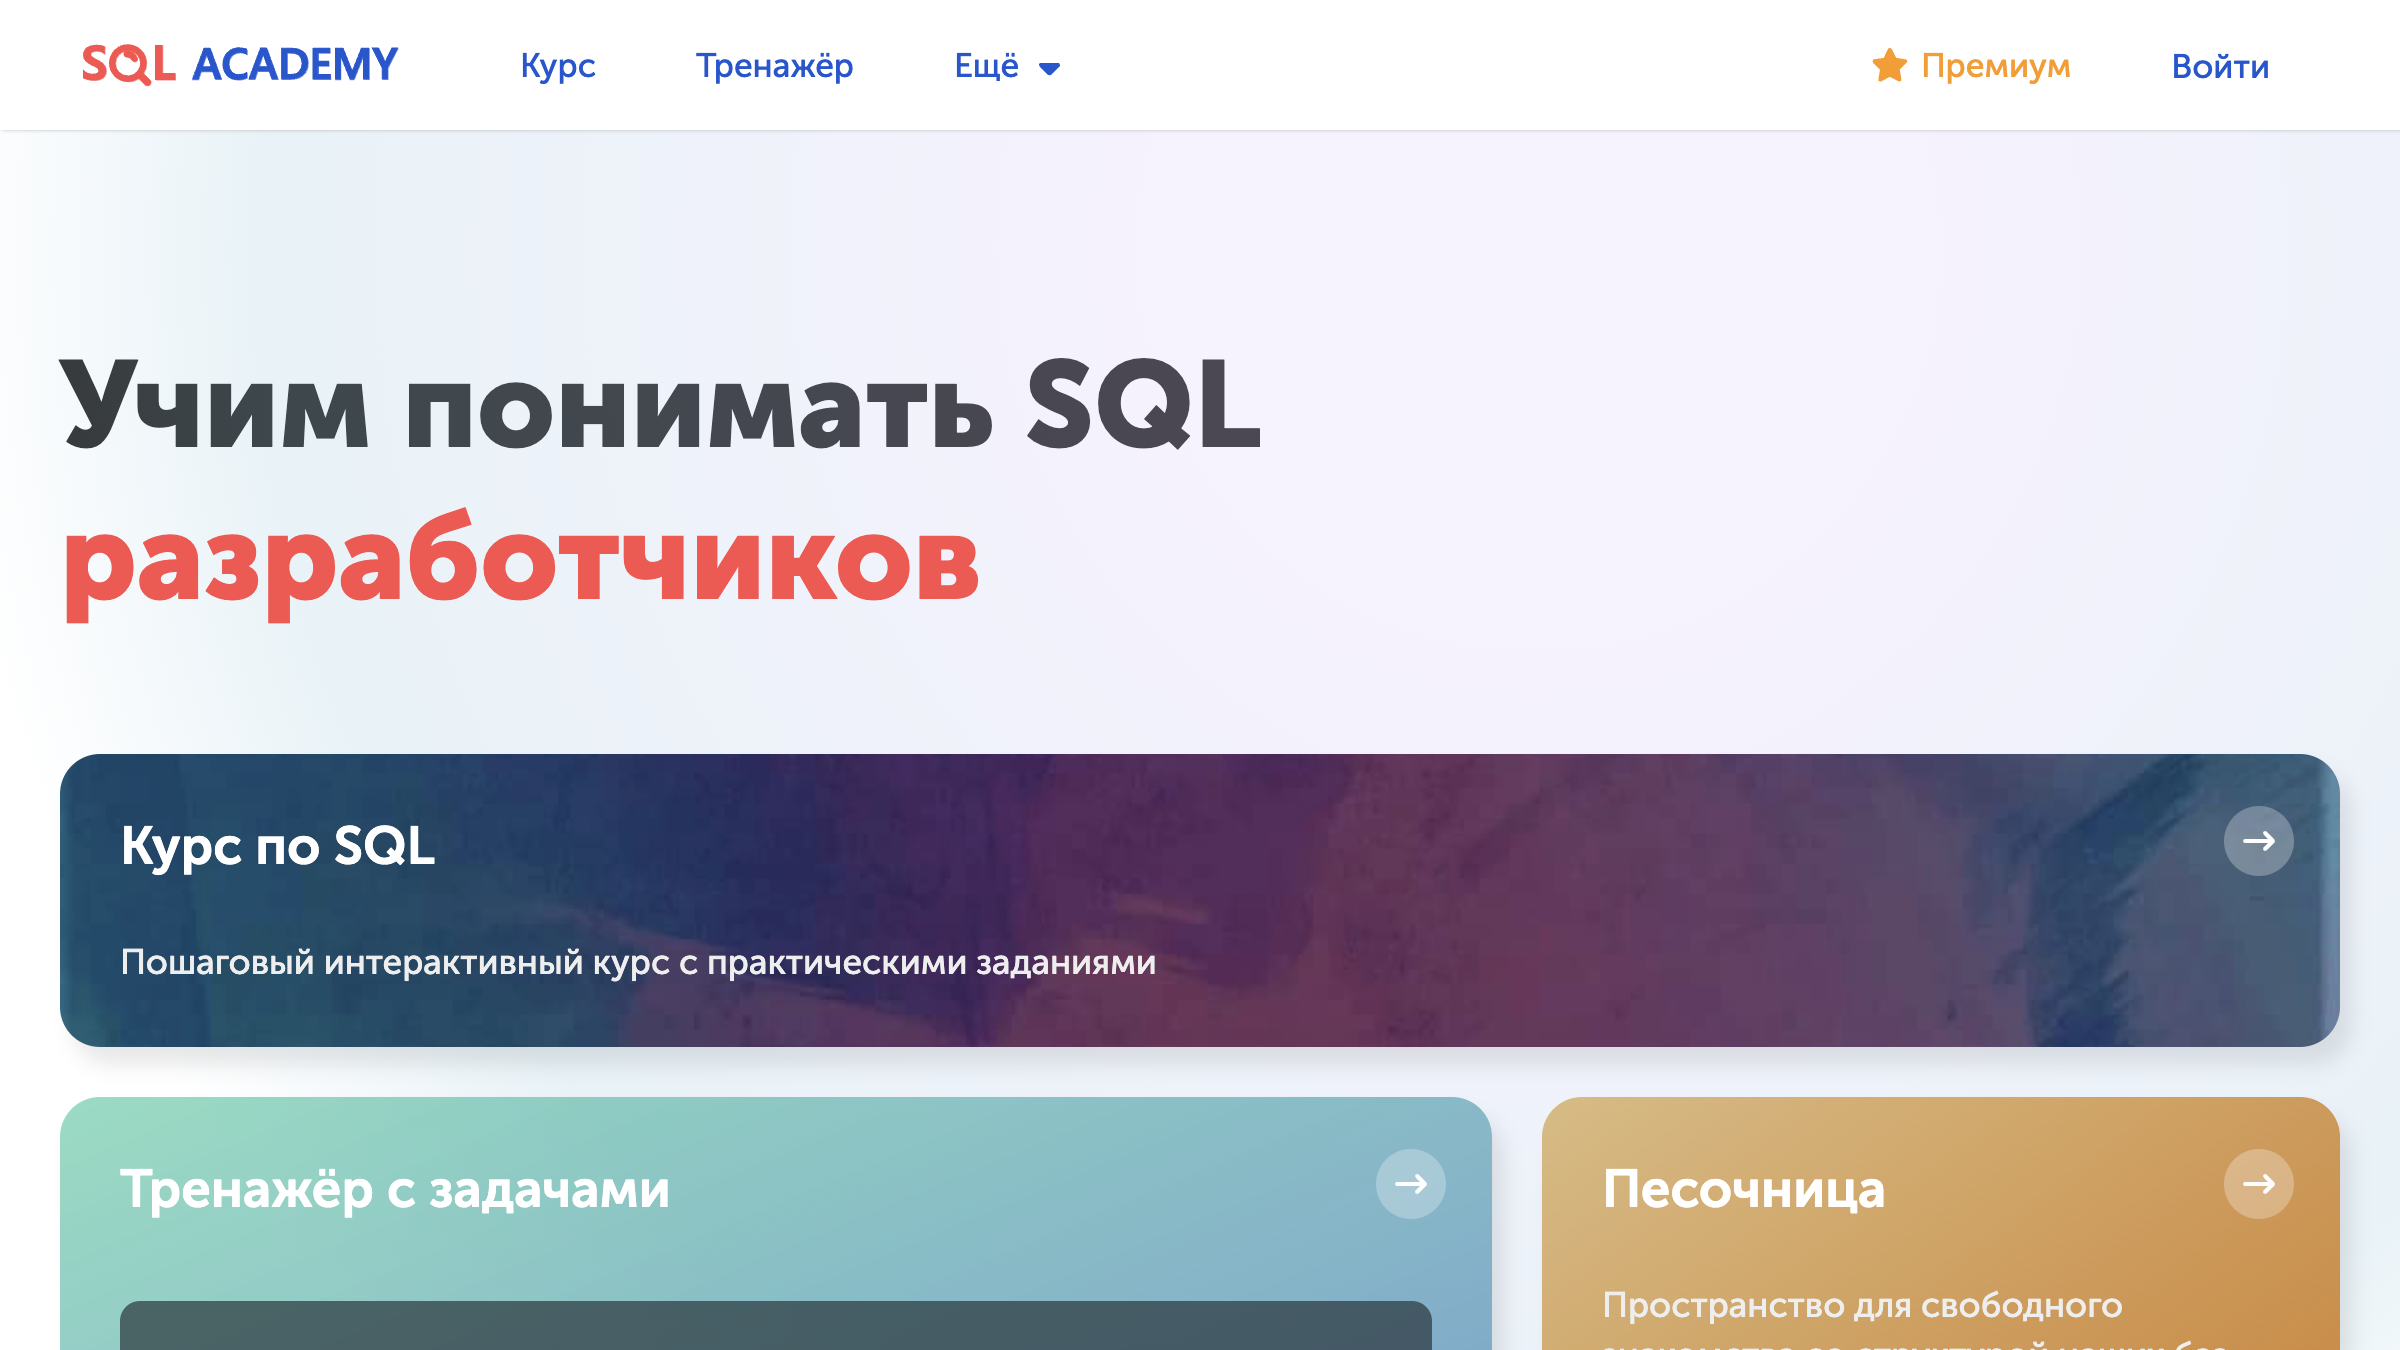 SQL ACADEMY
Курс
Тренажёр
Ещё
Премиум
Войти
Учим понимать SQL
разработчиков
Курс по SQL
Пошаговый интерактивный курс с практическими заданиями
Тренажёр с задачами
Песочница
Пространство для свободного